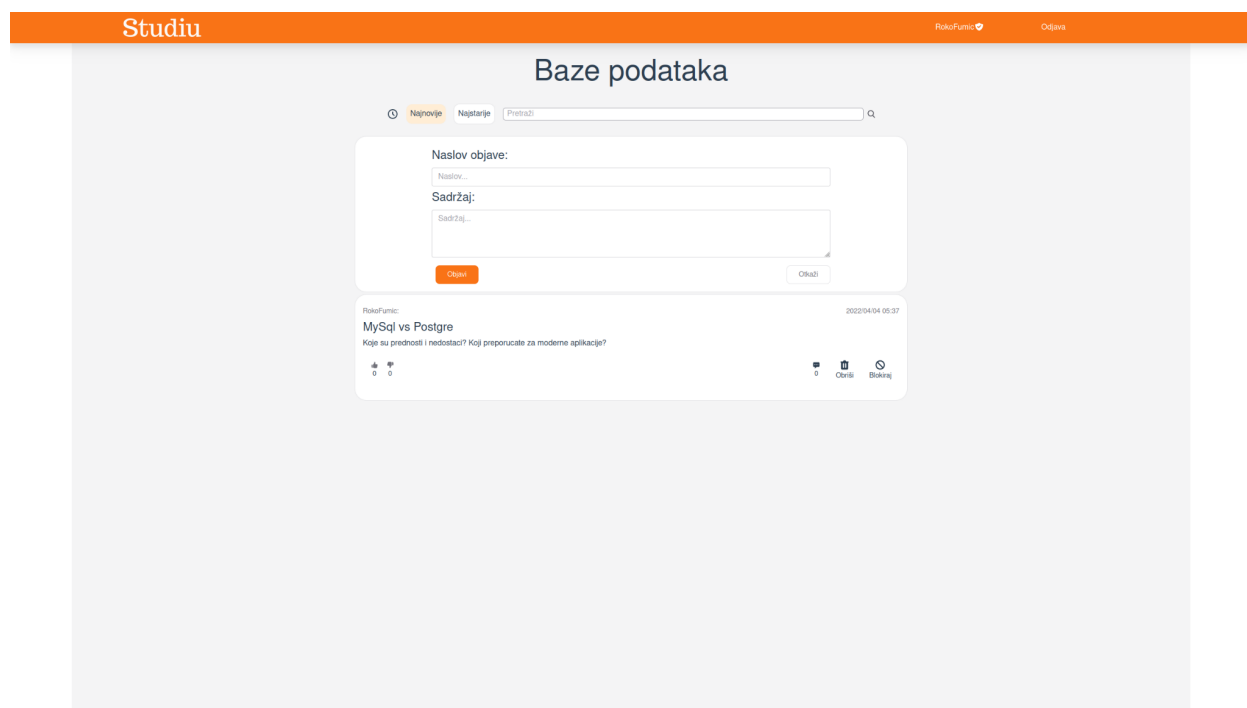 Studiu RokoFumic Odjava
Baze podataka
Najnovije Najstarije Pretraži
Naslov objave:
Naslov...
Sadržaj:
Sadržaj...
Objavi Otkaži
RokoFumic: 2022/04/04 05:37
MySql vs Postgre
Koje su prednosti i nedostaci? Koji preporucate za moderne aplikacije?
0 0 0 Obriši Blokiraj